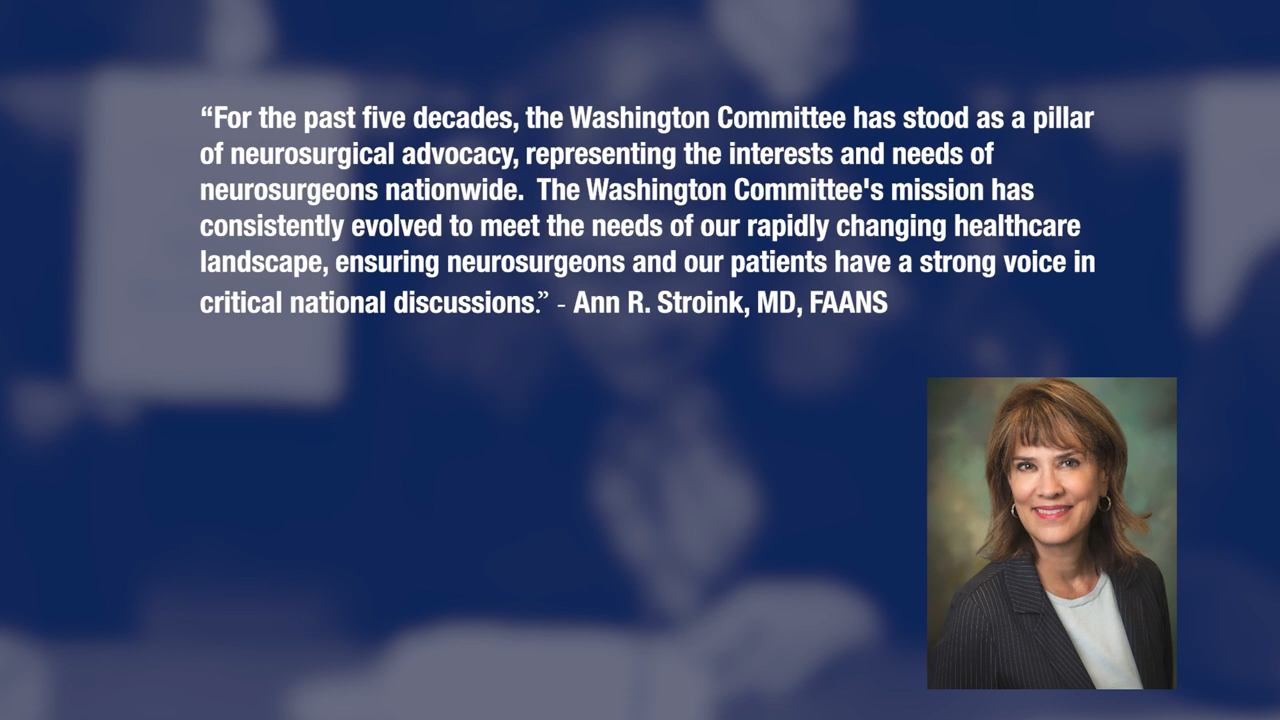 “For the past five decades, the Washington Committee has stood as a pillar
of neurosurgical advocacy, representing the interests and needs of
neurosurgeons nationwide.  The Washington Committee's mission has
consistently evolved to meet the needs of our rapidly changing healthcare
landscape, ensuring neurosurgeons and our patients have a strong voice in
critical national discussions.” - Ann R. Stroink, MD, FAANS